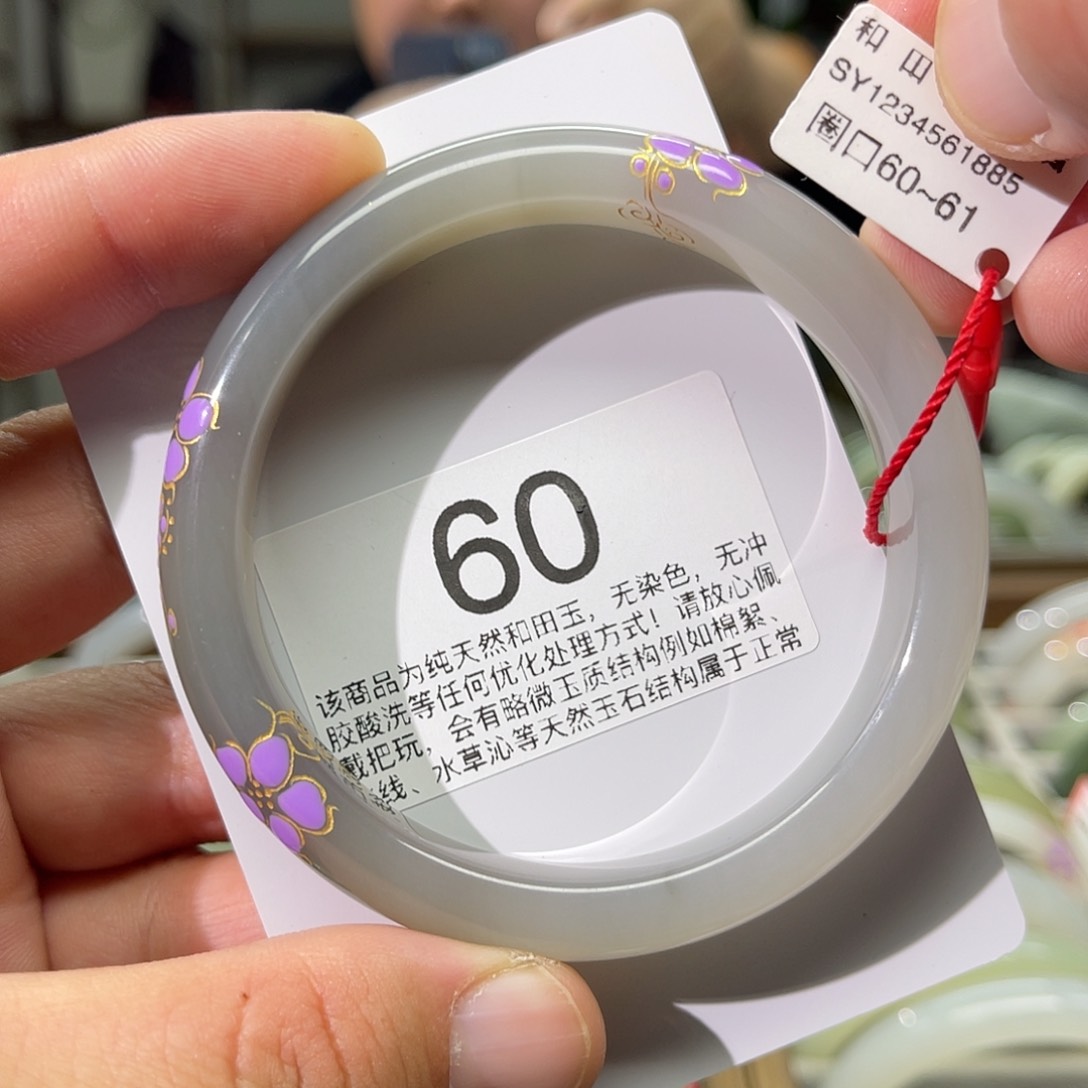 和田
SY1234561885
圈口60~61
60
该商品为纯天然和田玉，无染色，无冲
胶酸洗等任何优化处理方式！请放心佩
戴把玩，会有略微玉质结构例如棉絮、
水线、水草沁等天然玉石结构属于正常